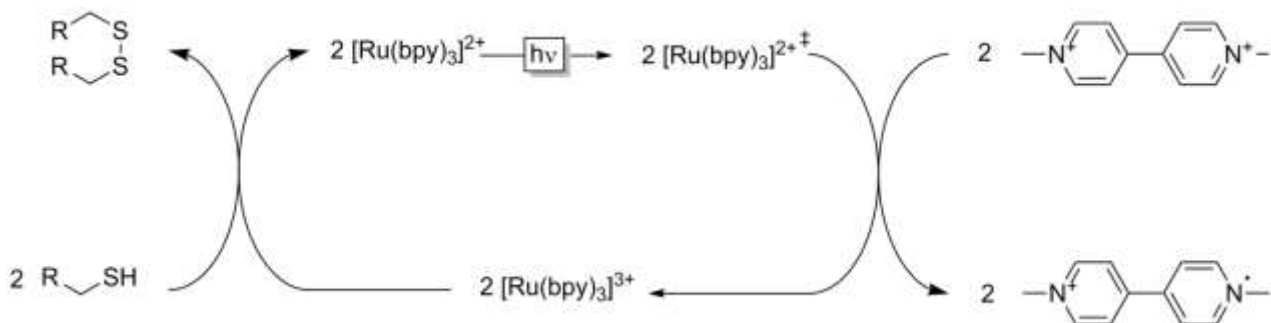 R S 2 [Ru(bpy)₃]²⁺ hν 2 [Ru(bpy)₃]²⁺‡ 2 N⁺ N⁺
R S
2 R SH 2 [Ru(bpy)₃]³⁺ 2 N⁺ N·